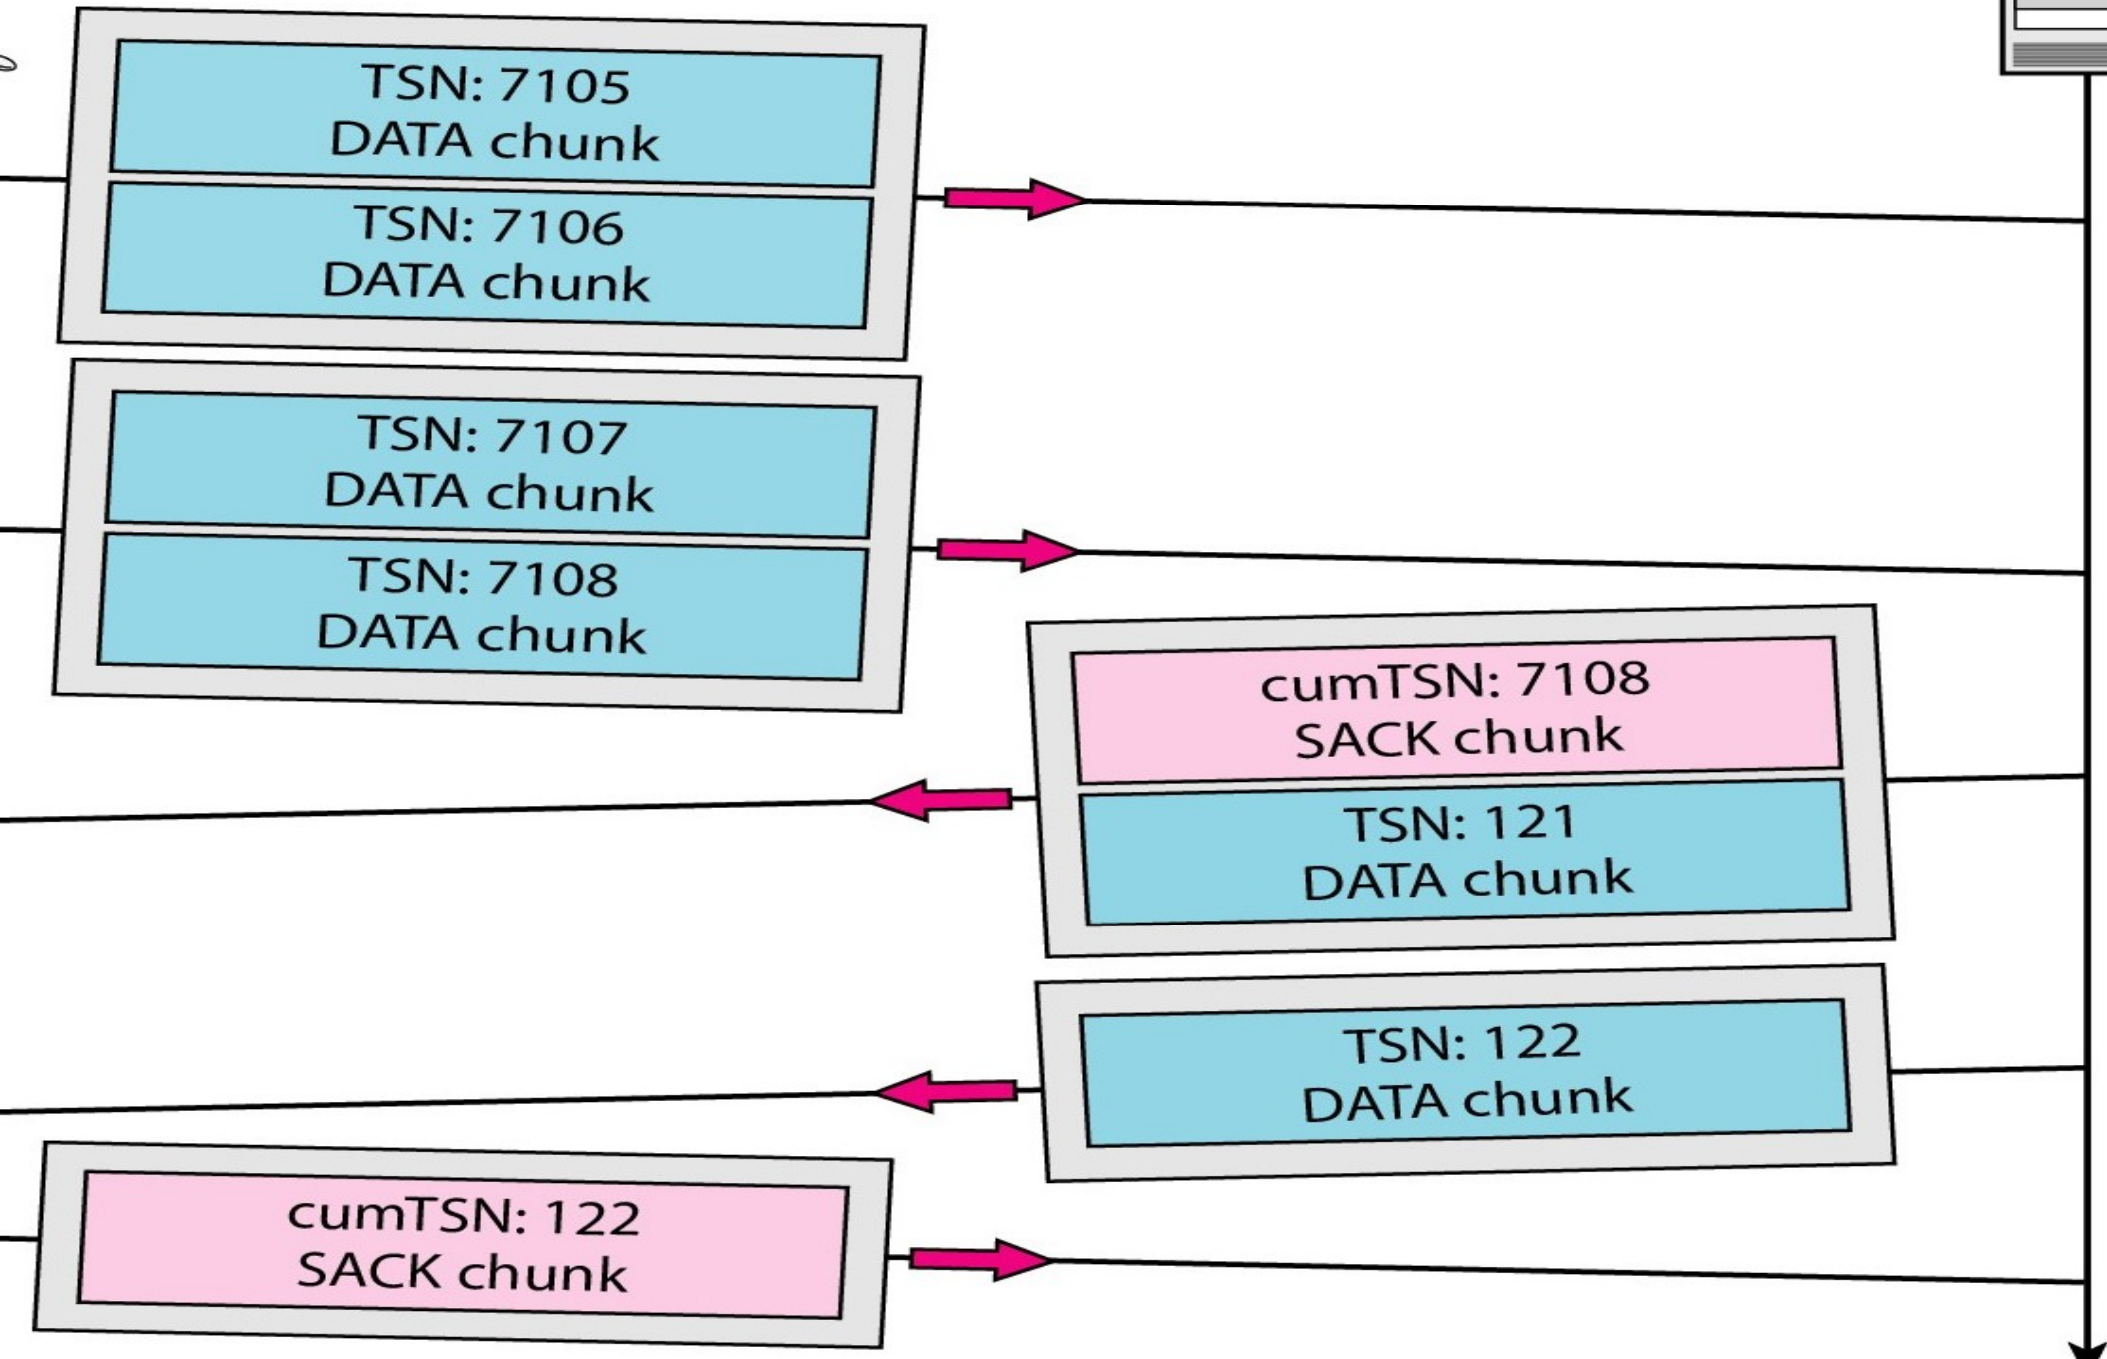 TSN: 7105
DATA chunk
TSN: 7106
DATA chunk
TSN: 7107
DATA chunk
TSN: 7108
DATA chunk
cumTSN: 7108
SACK chunk
TSN: 121
DATA chunk
TSN: 122
DATA chunk
cumTSN: 122
SACK chunk